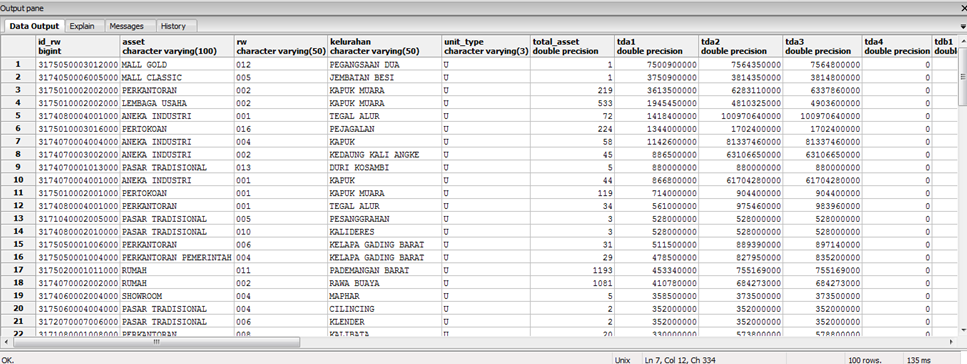 Output pane
Data Output Explain Messages History
id_rw asset rw kelurahan unit_type total_asset tda1 tda2 tda3 tda4 tdb1
bigint character varying(100) character varying(50) character varying(50) character varying(3) double precision double precision double precision double precision double precision doubl
1 3175050003012000 MALL GOLD 012 PEGANGSAAN DUA U 1 7500900000 7564350000 7564800000 0
2 3174050006005000 MALL CLASSIC 005 JEMBATAN BESI U 1 3750900000 3814350000 3814800000 0
3 3175010002002000 PERKANTORAN 002 KAPUK MUARA U 219 3613500000 6283110000 6337860000 0
4 3175010002002000 LEMBAGA USAHA 002 KAPUK MUARA U 533 1945450000 4810325000 4903600000 0
5 3174080004001000 ANEKA INDUSTRI 001 TEGAL ALUR U 72 1418400000 100970640000 100970640000 0
6 3175010003016000 PERTOKOAN 016 PEJAGALAN U 224 1344000000 1702400000 1702400000 0
7 3174070004004000 ANEKA INDUSTRI 004 KAPUK U 58 1142600000 81337460000 81337460000 0
8 3174070003002000 ANEKA INDUSTRI 002 KEDAUNG KALI ANGKE U 45 886500000 63106650000 63106650000 0
9 3174070001013000 PASAR TRADISIONAL 013 DURI KOSAMBI U 5 880000000 880000000 880000000 0
10 3174070004001000 ANEKA INDUSTRI 001 KAPUK U 44 866800000 61704280000 61704280000 0
11 3175010002001000 PERTOKOAN 001 KAPUK MUARA U 119 714000000 904400000 904400000 0
12 3174080004001000 PERKANTORAN 001 TEGAL ALUR U 34 561000000 975460000 983960000 0
13 3171040002005000 PASAR TRADISIONAL 005 PESANGGRAHAN U 3 528000000 528000000 528000000 0
14 3174080002010000 PASAR TRADISIONAL 010 KALIDERES U 3 528000000 528000000 528000000 0
15 3175050001006000 PERKANTORAN 006 KELAPA GADING BARAT U 31 511500000 889390000 897140000 0
16 3175050001004000 PERKANTORAN PEMERINTAH 004 KELAPA GADING BARAT U 29 478500000 827950000 835200000 0
17 3175020001011000 RUMAH 011 PADEMANGAN BARAT U 1193 453340000 755169000 755169000 0
18 3174070002002000 RUMAH 002 RAWA BUAYA U 1081 410780000 684273000 684273000 0
19 3174060002004000 SHOWROOM 004 MAPHAR U 5 358500000 373500000 373500000 0
20 3175060004004000 PASAR TRADISIONAL 004 CILINCING U 2 352000000 352000000 352000000 0
21 3172070007006000 PASAR TRADISIONAL 006 KLENDER U 2 352000000 352000000 352000000 0
22 3171080001008000 PERKANTORAN 008 KALIBATA U 20 330000000 573800000 578800000 0
OK. Unix Ln 7, Col 12, Ch 334 100 rows. 135 ms